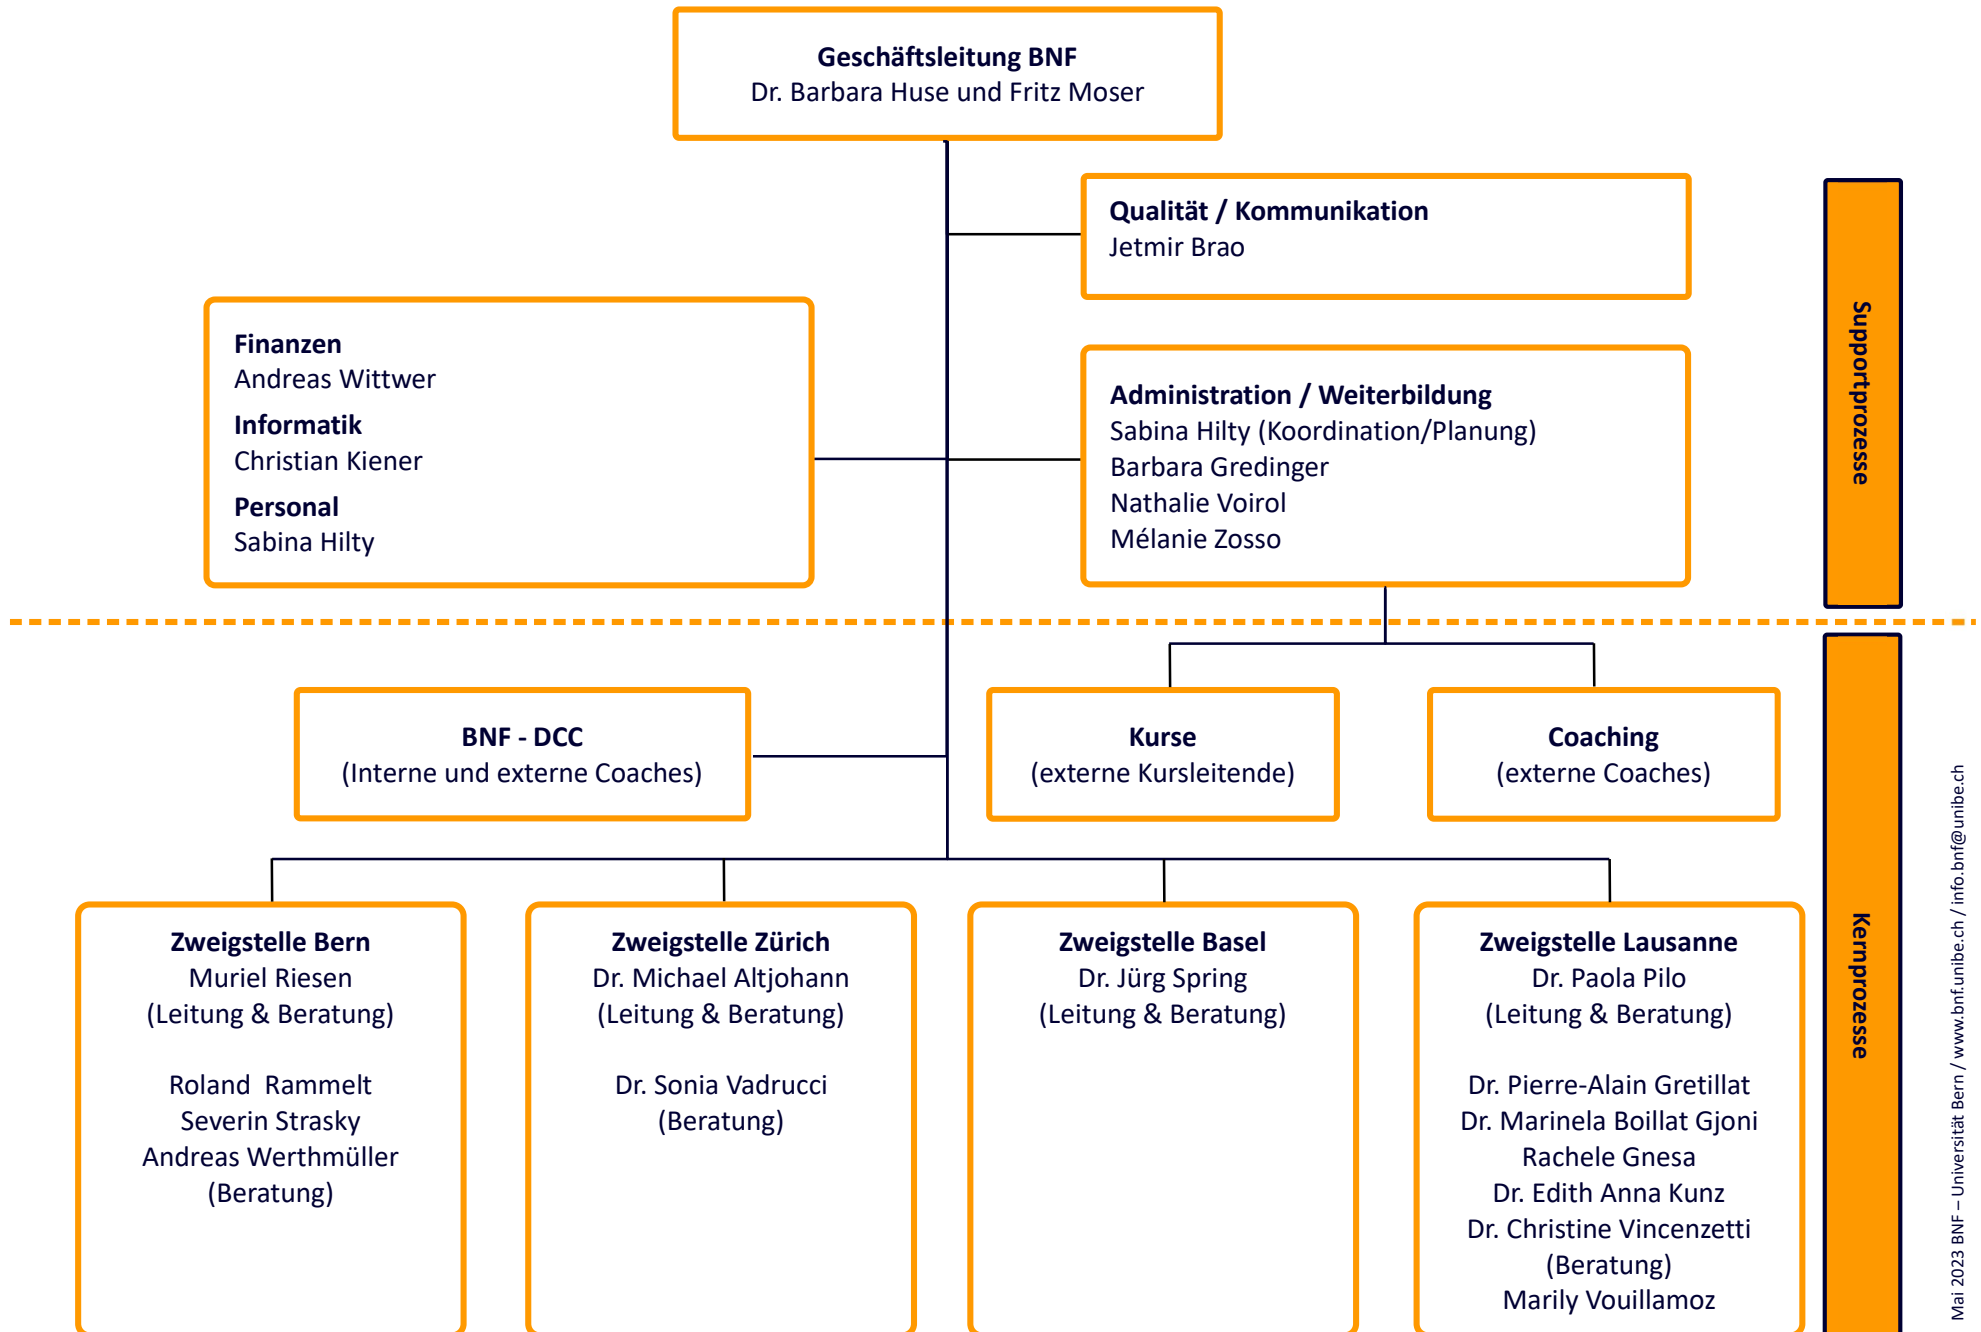 Geschäftsleitung BNF
Dr. Barbara Huse und Fritz Moser
Qualität / Kommunikation
Jetmir Brao
Finanzen
Andreas Wittwer
Informatik
Christian Kiener
Personal
Sabina Hilty
Administration / Weiterbildung
Sabina Hilty (Koordination/Planung)
Barbara Gredinger
Nathalie Voirol
Mélanie Zosso
Supportprozesse
BNF - DCC
(Interne und externe Coaches)
Kurse
(externe Kursleitende)
Coaching
(externe Coaches)
Zweigstelle Bern
Muriel Riesen
(Leitung & Beratung)
Roland  Rammelt
Severin Strasky
Andreas Werthmüller
(Beratung)
Zweigstelle Zürich
Dr. Michael Altjohann
(Leitung & Beratung)
Dr. Sonia Vadrucci
(Beratung)
Zweigstelle Basel
Dr. Jürg Spring
(Leitung & Beratung)
Zweigstelle Lausanne
Dr. Paola Pilo
(Leitung & Beratung)
Dr. Pierre-Alain Gretillat
Dr. Marinela Boillat Gjoni
Rachele Gnesa
Dr. Edith Anna Kunz
Dr. Christine Vincenzetti
(Beratung)
Marily Vouillamoz
Kernprozesse
Mai 2023 BNF – Universität Bern / www.bnf.unibe.ch / info.bnf@unibe.ch